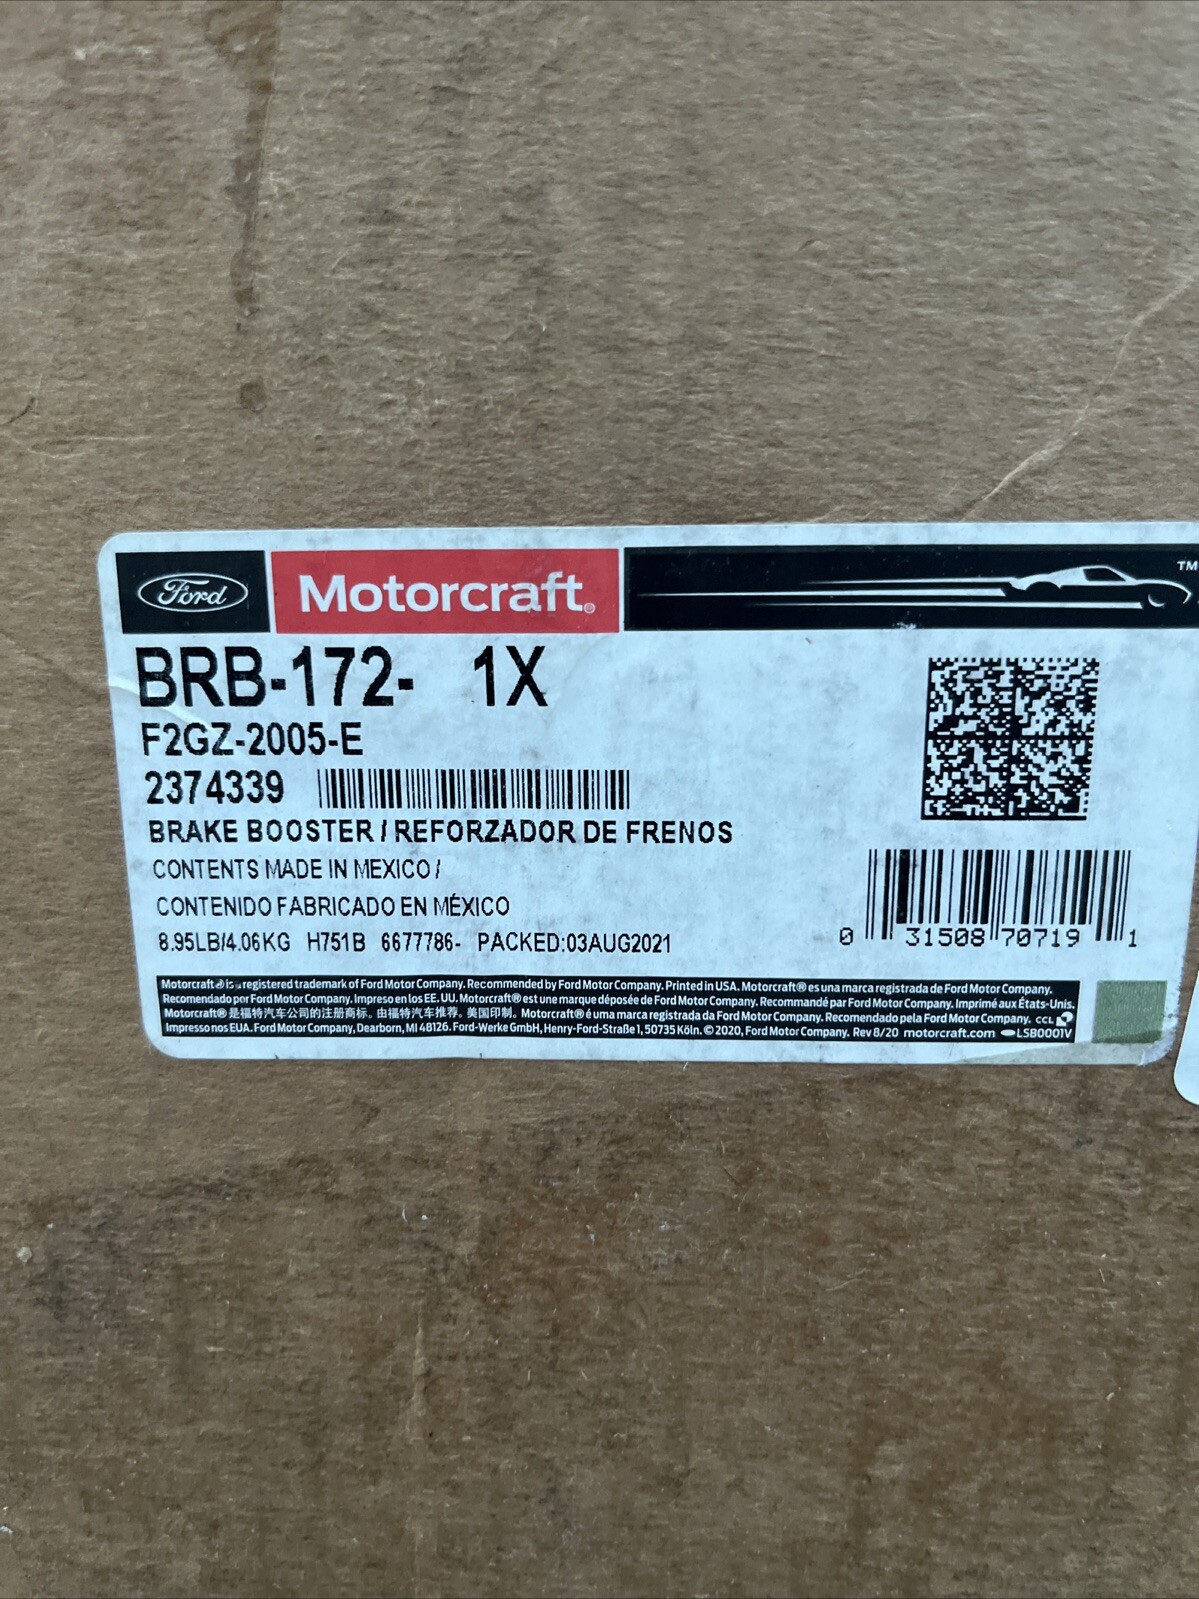 Ford Motorcraft® TM
BRB-172- 1X
F2GZ-2005-E
2374339
BRAKE BOOSTER / REFORZADOR DE FRENOS
CONTENTS MADE IN MEXICO /
CONTENIDO FABRICADO EN MÉXICO
8.95LB/4.06KG H751B 6677786- PACKED:03AUG2021
0 31508 70719 1
Motorcraft® is a registered trademark of Ford Motor Company. Recommended by Ford Motor Company. Printed in USA. Motorcraft® es una marca registrada de Ford Motor Company.
Recomendado por Ford Motor Company. Impreso en los EE. UU. Motorcraft® est une marque déposée de Ford Motor Company. Recommandé par Ford Motor Company. Imprimé aux États-Unis.
Motorcraft® 是福特汽车公司的注册商标。由福特汽车推荐。美国印制。Motorcraft® é uma marca registrada da Ford Motor Company. Recomendado pela Ford Motor Company. CCL
Impresso nos EUA. Ford Motor Company, Dearborn, MI 48126. Ford-Werke GmbH, Henry-Ford-Straße 1, 50735 Köln. © 2020, Ford Motor Company. Rev 8/20 motorcraft.com LSB0001V